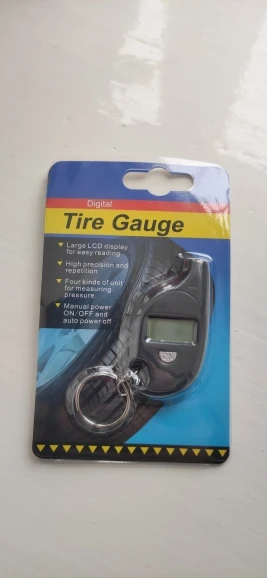 Digital
Tire Gauge
Large LCD display
for easy reading
High precision and
repetition
Four kinds of unit
for measuring
pressure
Manual power
ON/OFF and
auto power off